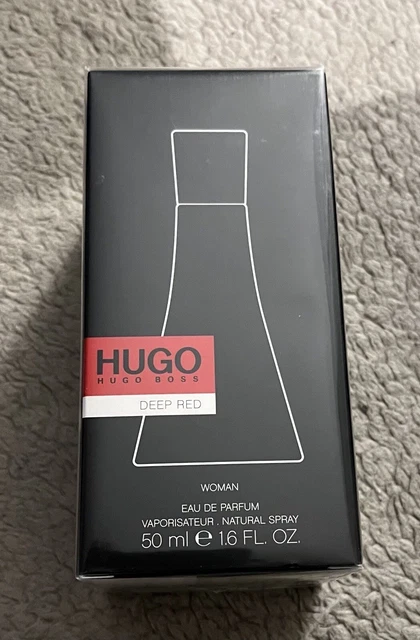 HUGO
HUGO BOSS
DEEP RED
WOMAN
EAU DE PARFUM
VAPORISATEUR . NATURAL SPRAY
50 ml ℮ 1.6 FL. OZ.